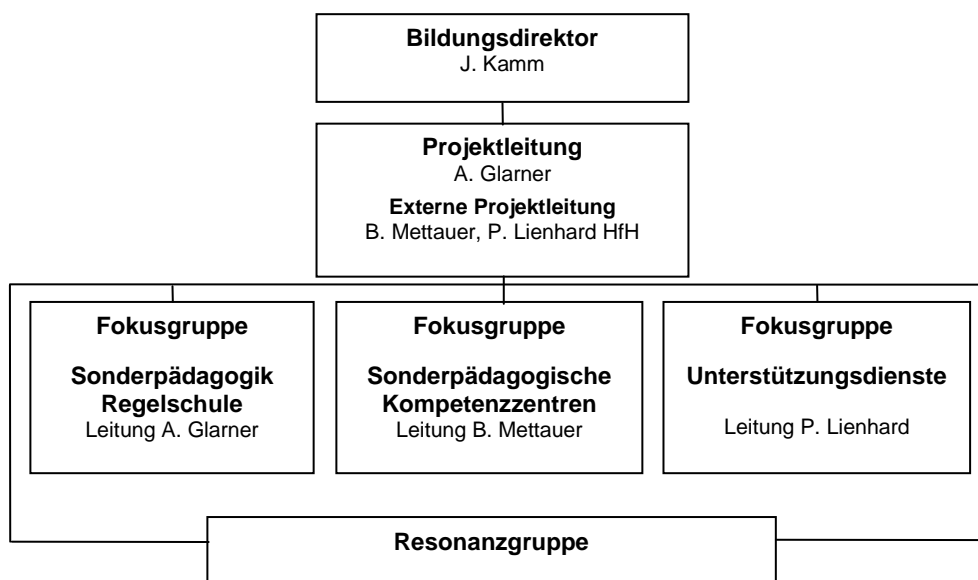 Bildungsdirektor
J. Kamm
Projektleitung
A. Glarner
Externe Projektleitung
B. Mettauer, P. Lienhard HfH
Fokusgruppe
Sonderpädagogik
Regelschule
Leitung A. Glarner
Fokusgruppe
Sonderpädagogische
Kompetenzzentren
Leitung B. Mettauer
Fokusgruppe
Unterstützungsdienste
Leitung P. Lienhard
Resonanzgruppe